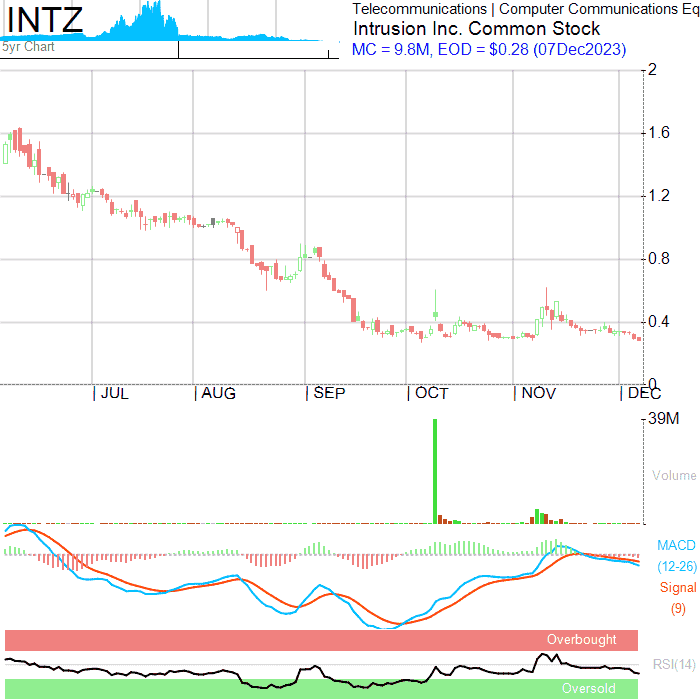 INTZ
5yr Chart
Telecommunications | Computer Communications Eq
Intrusion Inc. Common Stock
MC = 9.8M, EOD = $0.28 (07Dec2023)
2
1.6
1.2
0.8
0.4
0
JUL AUG SEP OCT NOV DEC
39M
Volume
MACD
(12-26)
Signal
(9)
Overbought
RSI(14)
Oversold